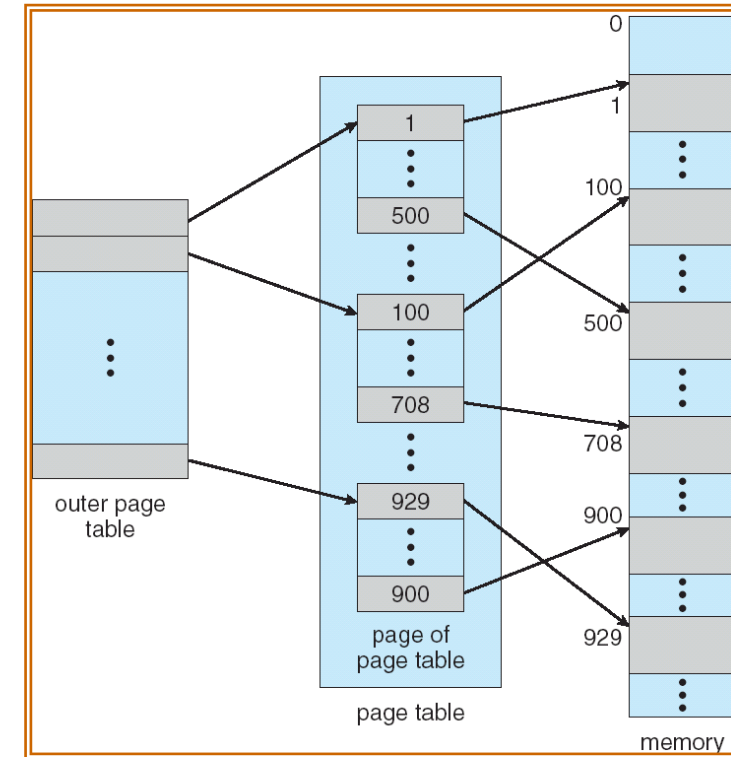 outer page
table
1
500
100
708
929
900
page of
page table
page table
0
1
100
500
708
900
929
memory